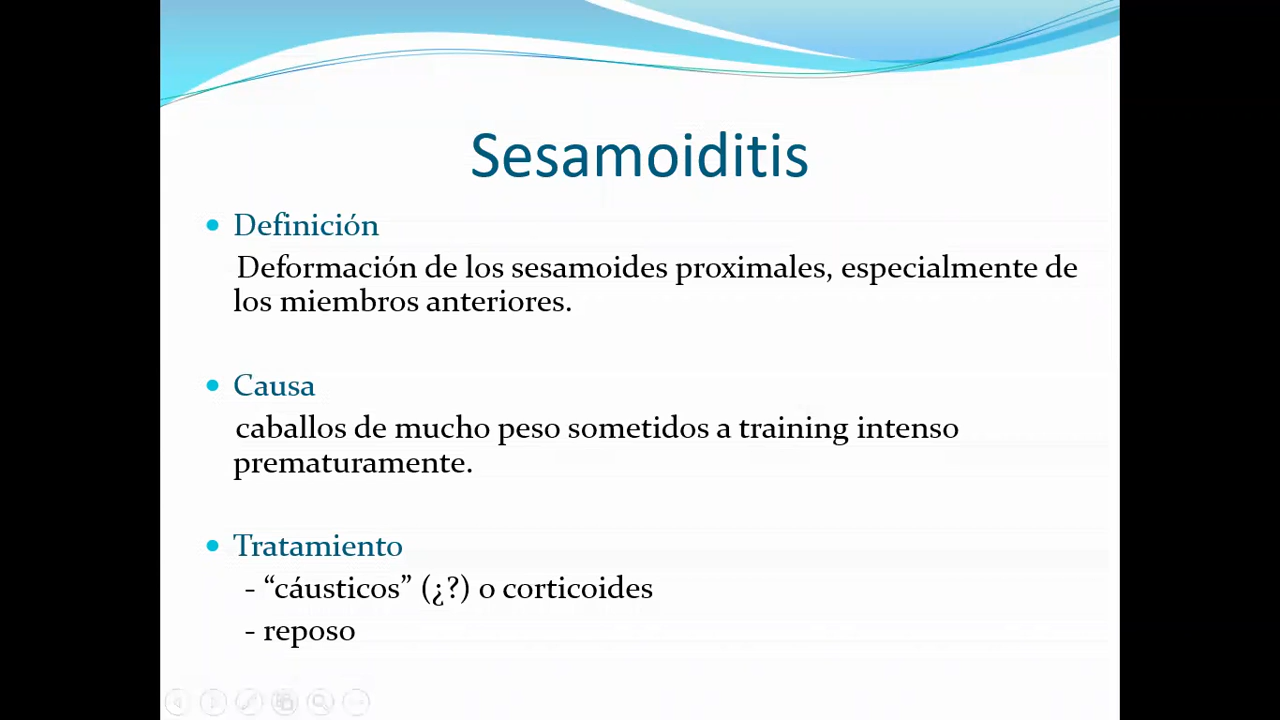 Sesamoiditis
• Definición
Deformación de los sesamoides proximales, especialmente de
los miembros anteriores.
• Causa
caballos de mucho peso sometidos a training intenso
prematuramente.
• Tratamiento
- “cáusticos” (¿?) o corticoides
- reposo